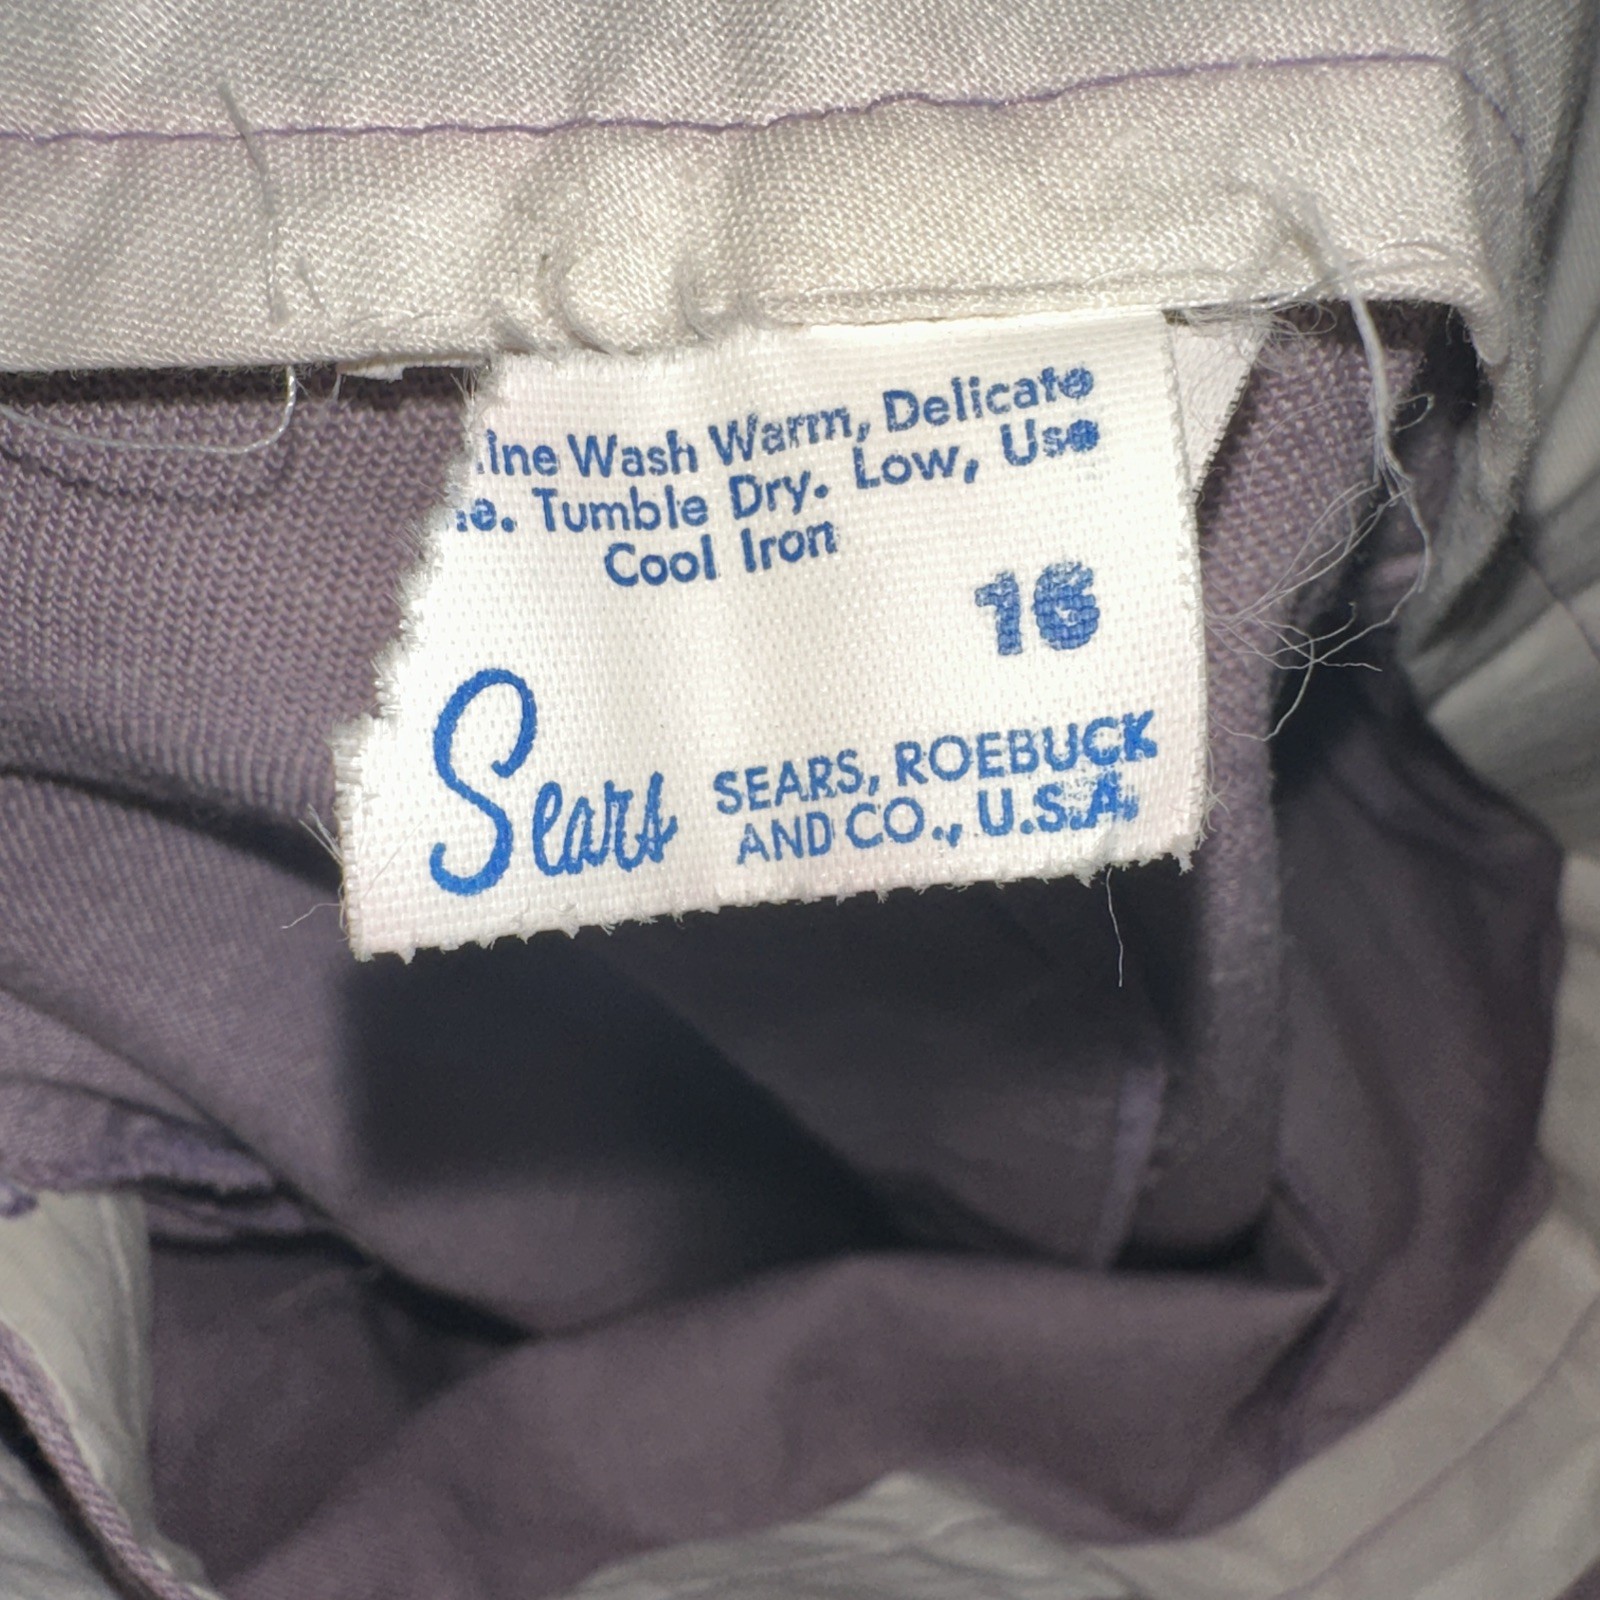 ine Wash Warm, Delicate
e. Tumble Dry. Low, Use
Cool Iron
16
Sears
SEARS, ROEBUCK
AND CO., U.S.A.